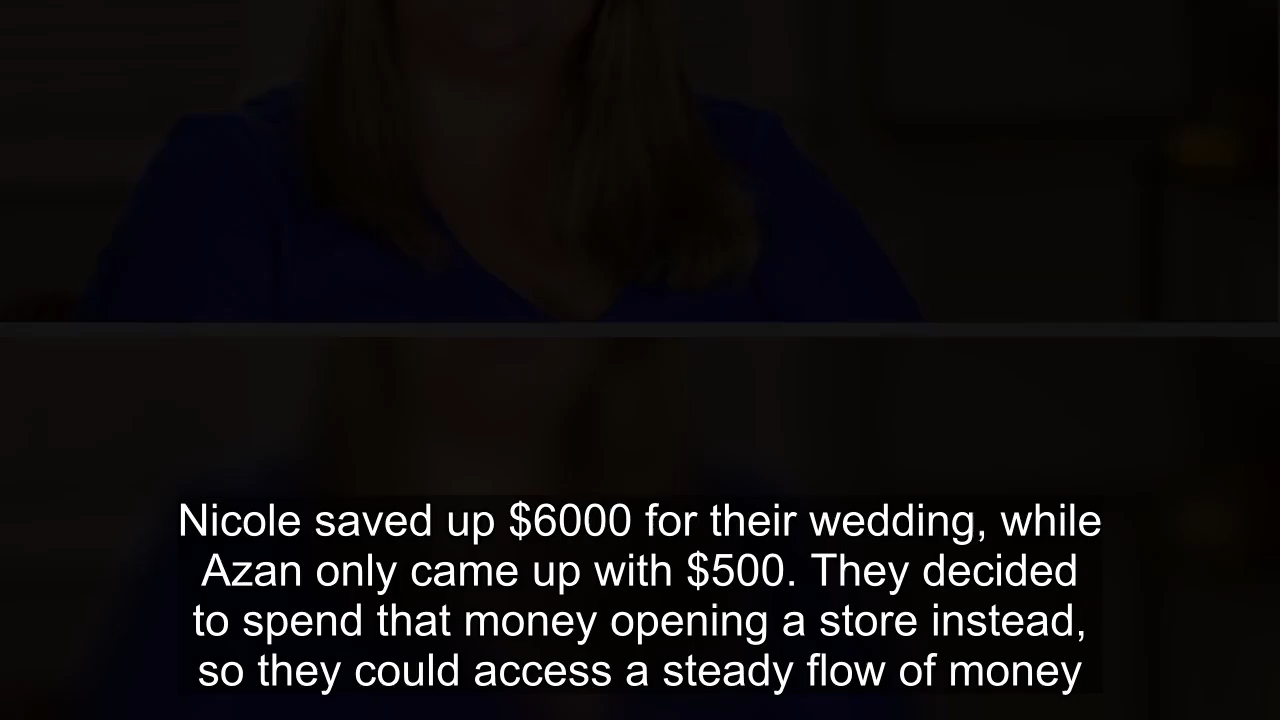 Nicole saved up $6000 for their wedding, while
Azan only came up with $500. They decided
to spend that money opening a store instead,
so they could access a steady flow of money